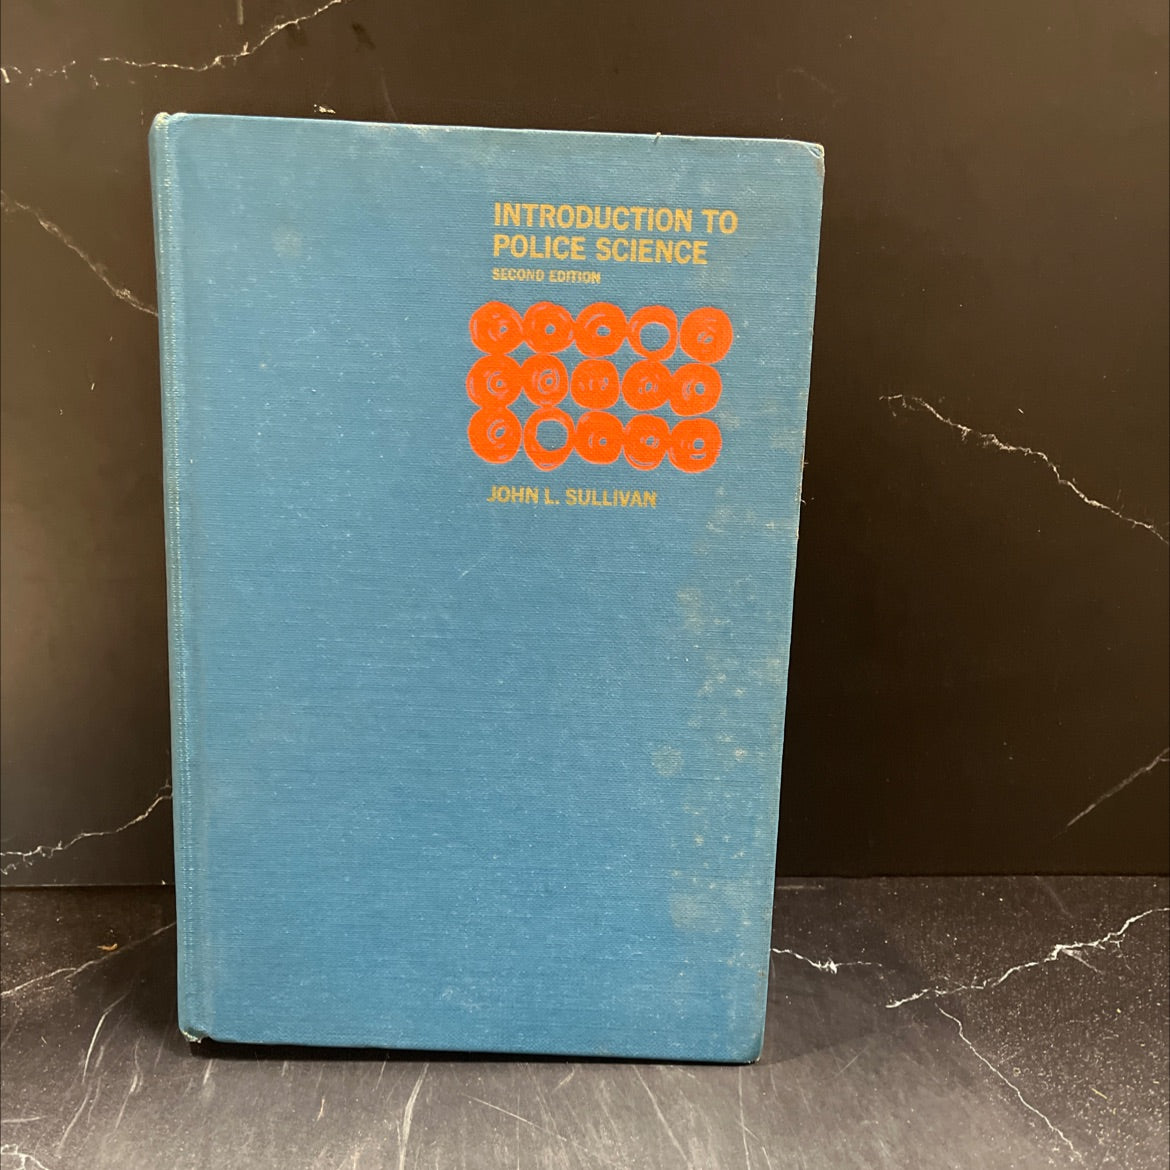 INTRODUCTION TO
POLICE SCIENCE
SECOND EDITION
JOHN L. SULLIVAN